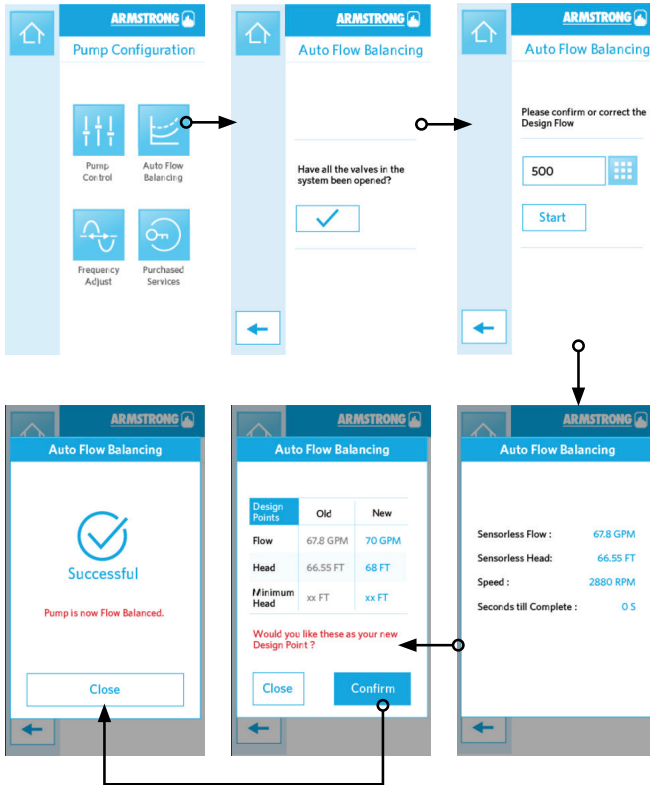 ARMSTRONG
Pump Configuration
Pump
Control
Auto Flow
Balancing
Frequency
Adjust
Purchased
Services
ARMSTRONG
Auto Flow Balancing
Have all the valves in the
system been opened?
ARMSTRONG
Auto Flow Balancing
Please confirm or correct the
Design Flow
500
Start
ARMSTRONG
Auto Flow Balancing
Successful
Pump is now Flow Balanced.
Close
ARMSTRONG
Auto Flow Balancing
Design
Points
Old
New
Flow
67.8 GPM
70 GPM
Head
66.55 FT
68 FT
Minimum
Head
xx FT
xx FT
Would you like these as your new
Design Point ?
Close
Confirm
ARMSTRONG
Auto Flow Balancing
Sensorless Flow : 67.8 GPM
Sensorless Head: 66.55 FT
Speed : 2880 RPM
Seconds till Complete : 0 S